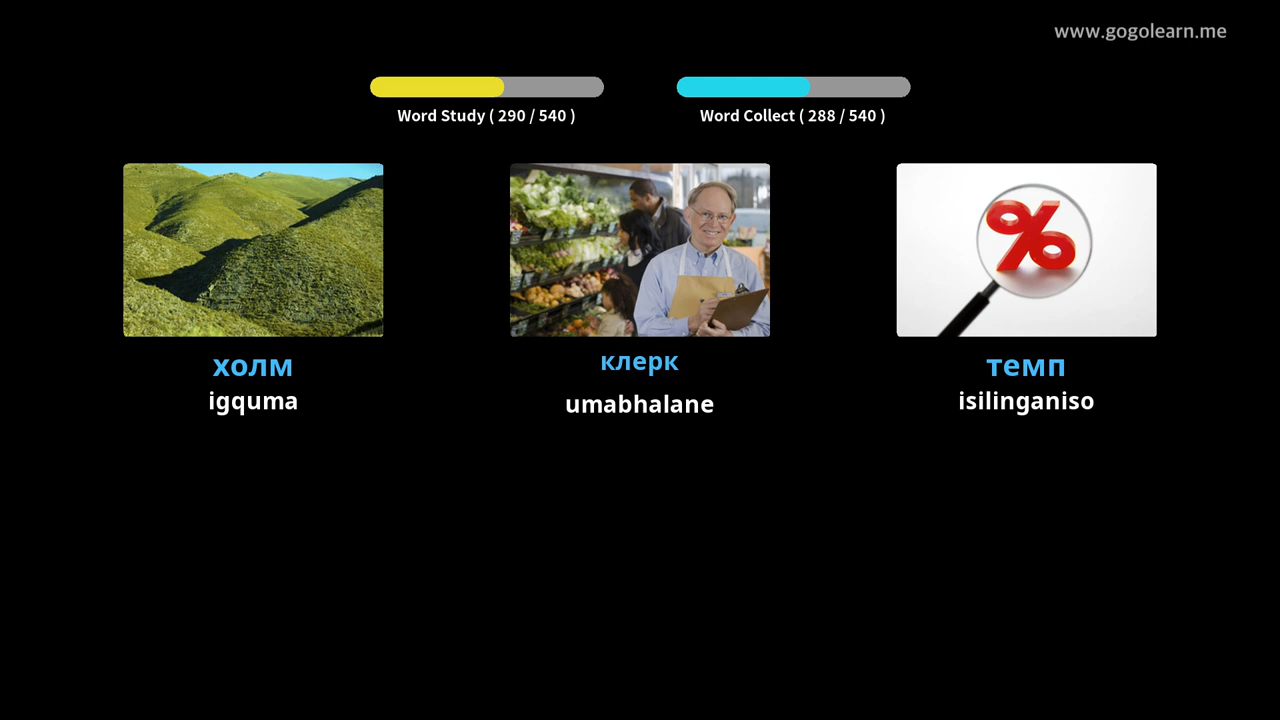 www.gogolearn.me
Word Study ( 290 / 540 )
Word Collect ( 288 / 540 )
холм
igquma
клерк
umabhalane
темп
isilinganiso
%